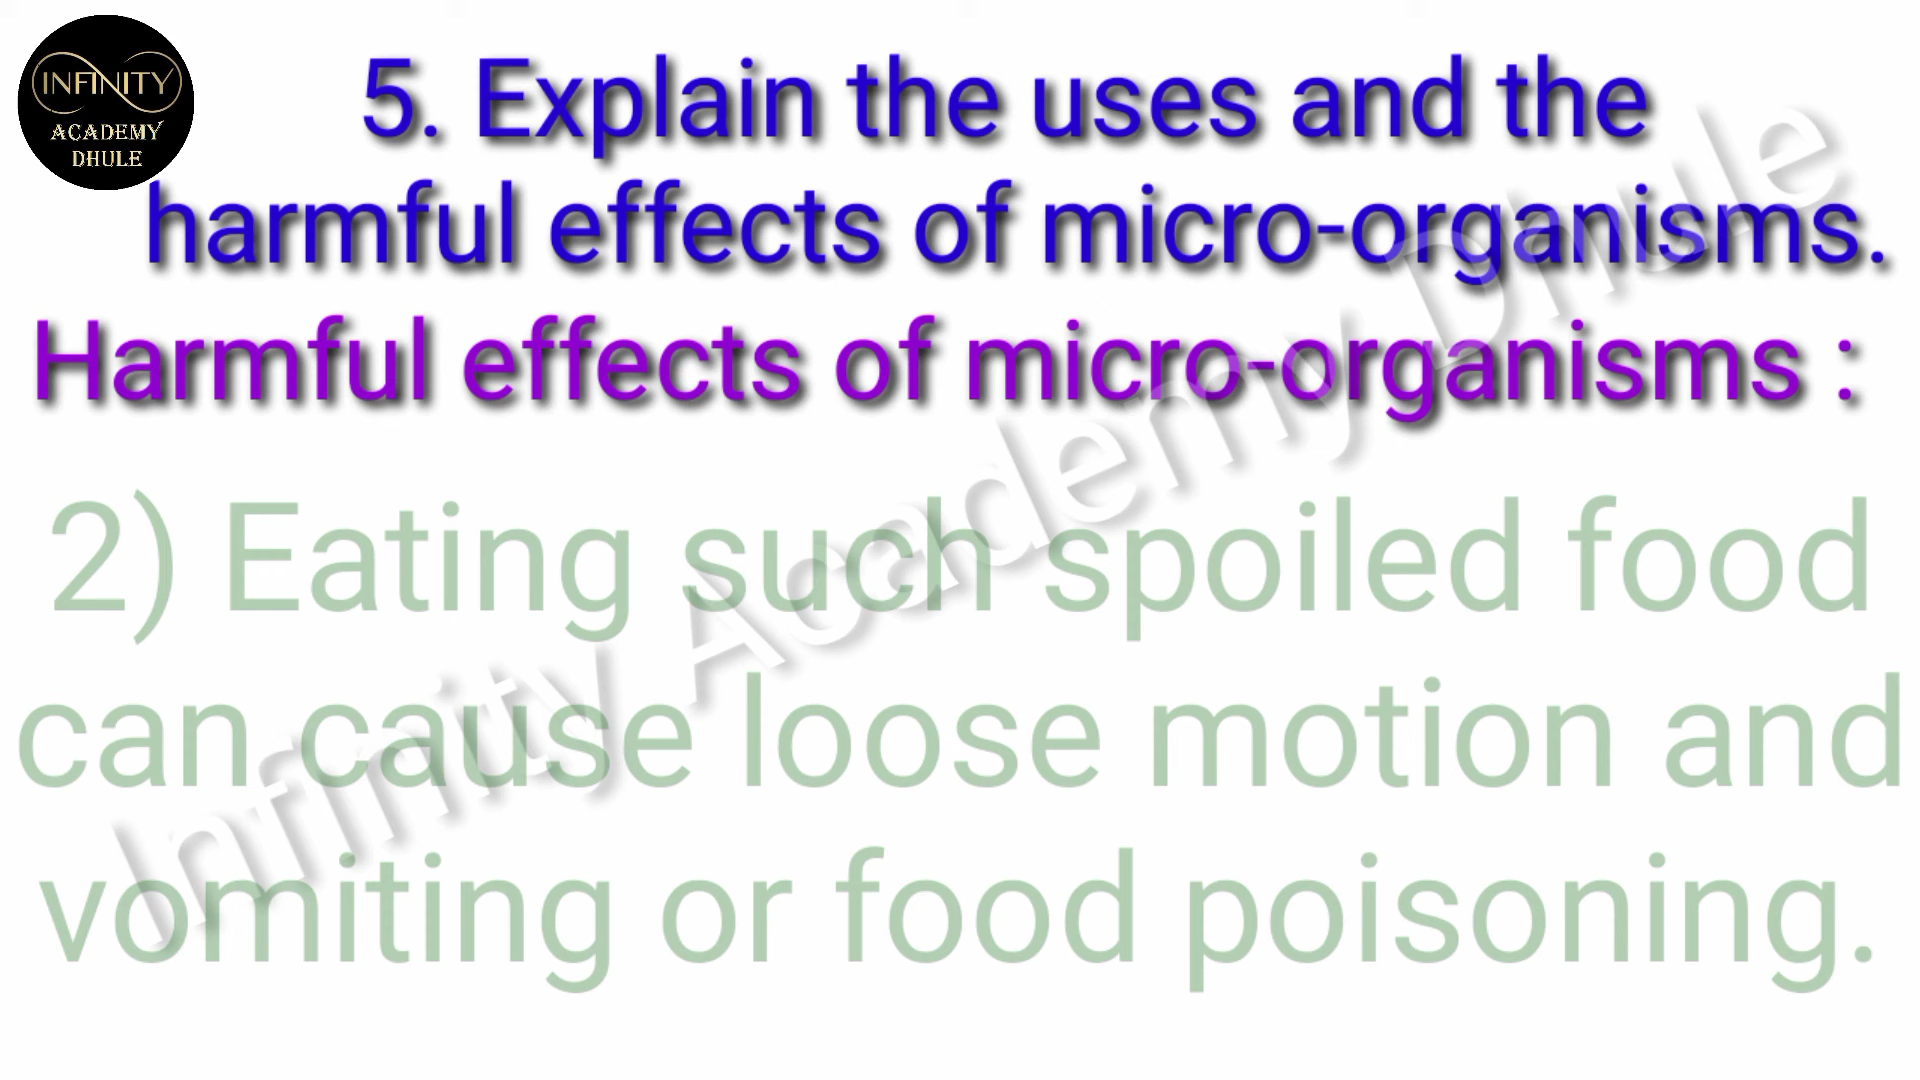 INFINITY
ACADEMY
DHULE
5. Explain the uses and the
harmful effects of micro-organisms.
Harmful effects of micro-organisms :
2) Eating such spoiled food
can cause loose motion and
vomiting or food poisoning.
Infinity Academy Dhule